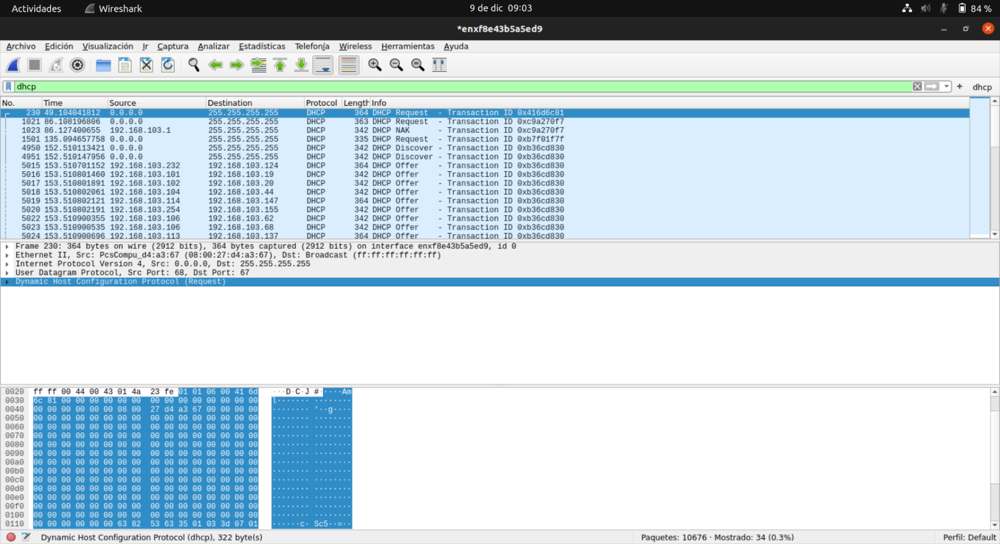 Actividades Wireshark 9 de dic 09:03 84 %
*enxf8e43b5a5ed9
Archivo Edición Visualización Ir Captura Analizar Estadísticas Telefonía Wireless Herramientas Ayuda
dhcp + dhcp
No. Time Source Destination Protocol Length Info
230 49.104041812 0.0.0.0 255.255.255.255 DHCP 364 DHCP Request - Transaction ID 0x416d6c81
1021 86.108196806 0.0.0.0 255.255.255.255 DHCP 363 DHCP Request - Transaction ID 0xc9a270f7
1023 86.127400655 192.168.103.1 255.255.255.255 DHCP 342 DHCP NAK - Transaction ID 0xc9a270f7
1501 135.094657758 0.0.0.0 255.255.255.255 DHCP 335 DHCP Request - Transaction ID 0xb7f01f7f
4950 152.510113421 0.0.0.0 255.255.255.255 DHCP 342 DHCP Discover - Transaction ID 0xb36cd830
4951 152.510147956 0.0.0.0 255.255.255.255 DHCP 342 DHCP Discover - Transaction ID 0xb36cd830
5015 153.510701152 192.168.103.232 192.168.103.124 DHCP 364 DHCP Offer - Transaction ID 0xb36cd830
5016 153.510801460 192.168.103.101 192.168.103.19 DHCP 342 DHCP Offer - Transaction ID 0xb36cd830
5017 153.510801891 192.168.103.102 192.168.103.20 DHCP 342 DHCP Offer - Transaction ID 0xb36cd830
5018 153.510802061 192.168.103.104 192.168.103.44 DHCP 342 DHCP Offer - Transaction ID 0xb36cd830
5019 153.510802121 192.168.103.114 192.168.103.147 DHCP 364 DHCP Offer - Transaction ID 0xb36cd830
5020 153.510802191 192.168.103.254 192.168.103.155 DHCP 342 DHCP Offer - Transaction ID 0xb36cd830
5022 153.510900355 192.168.103.106 192.168.103.62 DHCP 342 DHCP Offer - Transaction ID 0xb36cd830
5023 153.510900535 192.168.103.106 192.168.103.68 DHCP 342 DHCP Offer - Transaction ID 0xb36cd830
5024 153.510900696 192.168.103.113 192.168.103.137 DHCP 342 DHCP Offer - Transaction ID 0xb36cd830
Frame 230: 364 bytes on wire (2912 bits), 364 bytes captured (2912 bits) on interface enxf8e43b5a5ed9, id 0
Ethernet II, Src: PcsCompu_d4:a3:67 (08:00:27:d4:a3:67), Dst: Broadcast (ff:ff:ff:ff:ff:ff)
Internet Protocol Version 4, Src: 0.0.0.0, Dst: 255.255.255.255
User Datagram Protocol, Src Port: 68, Dst Port: 67
Dynamic Host Configuration Protocol (Request)
0020 ff ff 00 44 00 43 01 4a 23 fe 01 01 06 00 41 6d ···D·C·J #·····Am
0030 6c 81 00 00 00 00 00 00 00 00 00 00 00 00 00 00 l······· ········
0040 00 00 00 00 00 00 08 00 27 d4 a3 67 00 00 00 00 ········ '··g····
0050 00 00 00 00 00 00 00 00 00 00 00 00 00 00 00 00 ········ ········
0060 00 00 00 00 00 00 00 00 00 00 00 00 00 00 00 00 ········ ········
0070 00 00 00 00 00 00 00 00 00 00 00 00 00 00 00 00 ········ ········
0080 00 00 00 00 00 00 00 00 00 00 00 00 00 00 00 00 ········ ········
0090 00 00 00 00 00 00 00 00 00 00 00 00 00 00 00 00 ········ ········
00a0 00 00 00 00 00 00 00 00 00 00 00 00 00 00 00 00 ········ ········
00b0 00 00 00 00 00 00 00 00 00 00 00 00 00 00 00 00 ········ ········
00c0 00 00 00 00 00 00 00 00 00 00 00 00 00 00 00 00 ········ ········
00d0 00 00 00 00 00 00 00 00 00 00 00 00 00 00 00 00 ········ ········
00e0 00 00 00 00 00 00 00 00 00 00 00 00 00 00 00 00 ········ ········
00f0 00 00 00 00 00 00 00 00 00 00 00 00 00 00 00 00 ········ ········
0100 00 00 00 00 00 00 00 00 00 00 00 00 00 00 00 00 ········ ········
0110 00 00 00 00 00 00 63 82 53 63 35 01 03 3d 07 01 ······c· Sc5··=··
Dynamic Host Configuration Protocol (dhcp), 322 byte(s) Paquetes: 10676 · Mostrado: 34 (0.3%) Perfil: Default